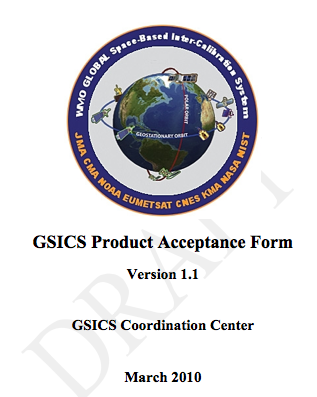 WMO GLOBAL Space-Based Inter-Calibration System
POLAR ORBIT
GEOSTATIONARY ORBIT
JMA CMA NOAA EUMETSAT CNES KMA NASA NIST
DRAFT
GSICS Product Acceptance Form
Version 1.1
GSICS Coordination Center
March 2010